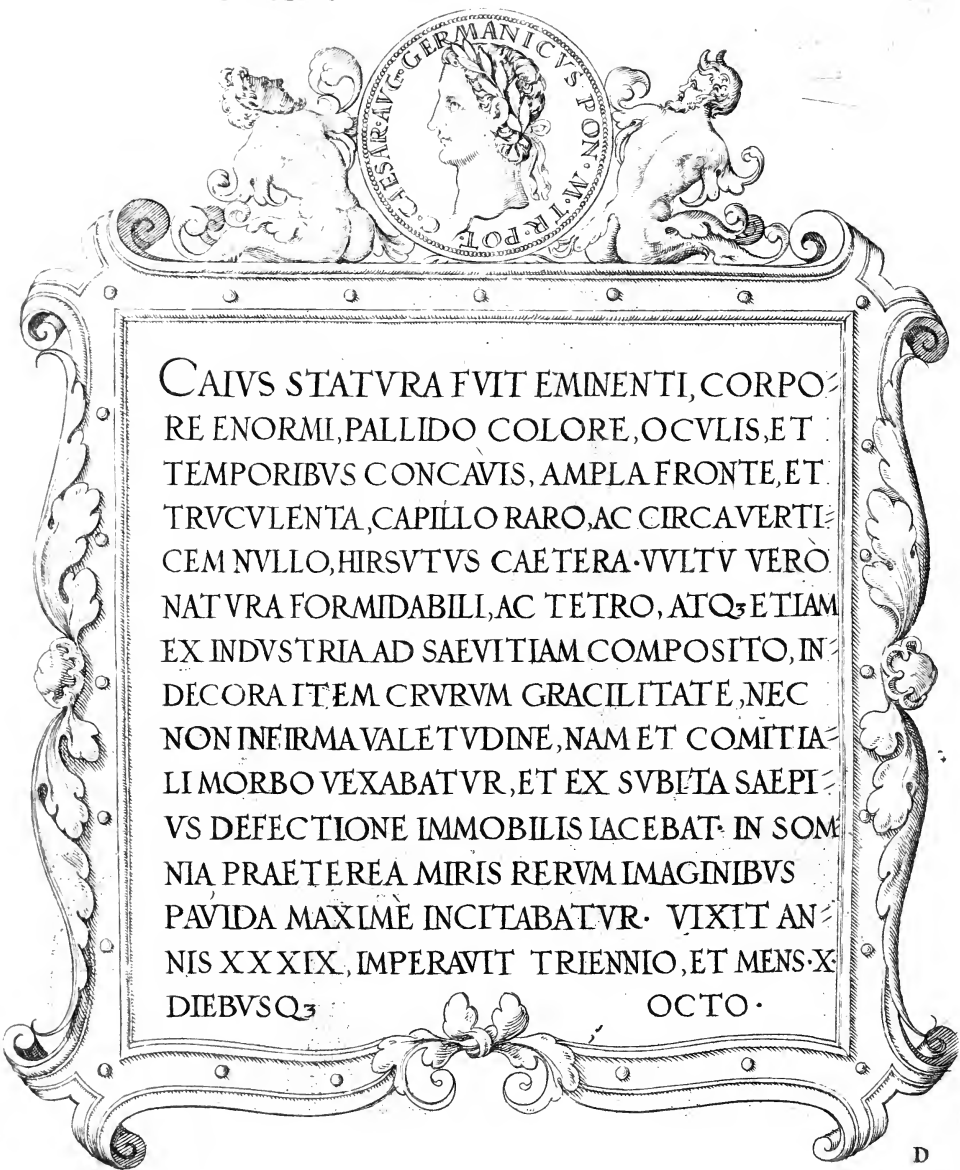 C·CAESAR·AVG·GERMANICVS PON·M·TR·POT·
CAIVS STATVRA FVIT EMINENTI, CORPO⸗
RE ENORMI, PALLIDO COLORE, OCVLIS, ET
TEMPORIBVS CONCAVIS, AMPLA FRONTE, ET
TRVCVLENTA, CAPILLO RARO, AC CIRCA VERTI⸗
CEM NVLLO, HIRSVTVS CAETERA· VVLTV VERÒ
NATVRA FORMIDABILI, AC TETRO, ATQꝫ ETIAM
EX INDVSTRIA AD SAEVITIAM COMPOSITO, IN⸗
DECORA ITEM CRVRVM GRACILITATE, NEC
NON INFIRMA VALETVDINE, NAM ET COMITIA⸗
LI MORBO VEXABATVR, ET EX SVBITA SAEPI⸗
VS DEFECTIONE IMMOBILIS IACEBAT· IN SOM
NIA PRAETEREA MIRIS RERVM IMAGINIBVS
PAVIDA MAXIMÈ INCITABATVR· VIXIT AN⸗
NIS XXXIX, IMPERAVIT TRIENNIO, ET MENS·X·
DIEBVSQꝫ OCTO·
D